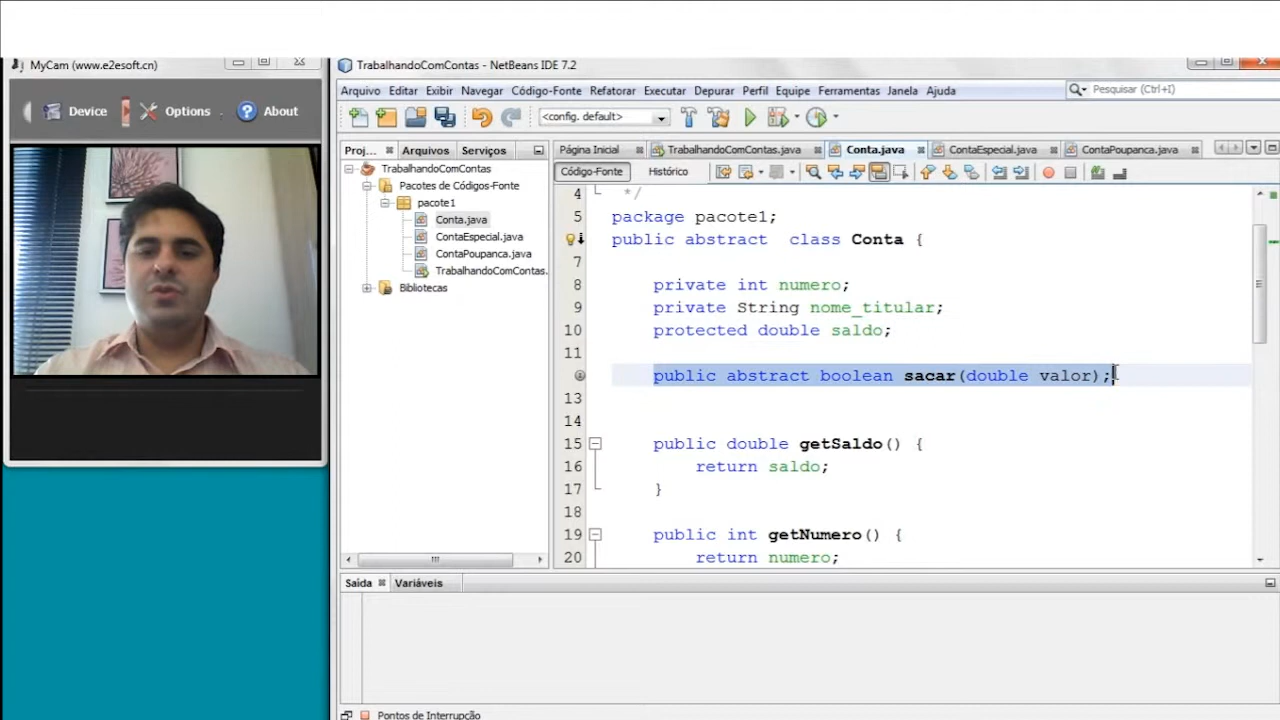 MyCam (www.e2esoft.cn)
Device
Options
About
TrabalhandoComContas - NetBeans IDE 7.2
Arquivo Editar Exibir Navegar Código-Fonte Refatorar Executar Depurar Perfil Equipe Ferramentas Janela Ajuda
Pesquisar (Ctrl+I)
<config. default>
Proj... Arquivos Serviços
Página Inicial TrabalhandoComContas.java Conta.java ContaEspecial.java ContaPoupanca.java
Código-Fonte Histórico
TrabalhandoComContas
Pacotes de Códigos-Fonte
pacote1
Conta.java
ContaEspecial.java
ContaPoupanca.java
TrabalhandoComContas.
Bibliotecas
4 */
5 package pacote1;
public abstract class Conta {
7
8 private int numero;
9 private String nome_titular;
10 protected double saldo;
11
public abstract boolean sacar(double valor);
13
14
15 public double getSaldo() {
16 return saldo;
17 }
18
19 public int getNumero() {
20 return numero;
Saída Variáveis
Pontos de Interrupção